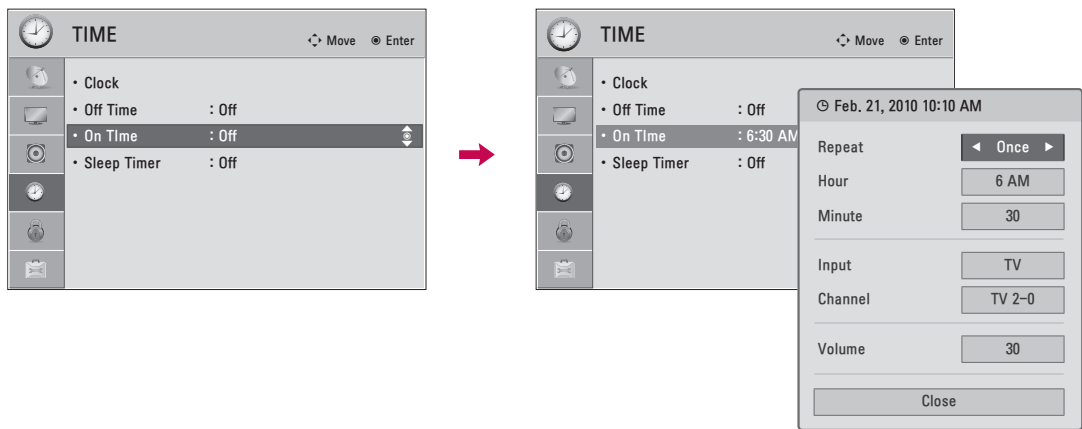 TIME
Move Enter
• Clock
• Off Time : Off
• On TIme : Off
• Sleep Timer : Off
TIME
Move Enter
• Clock
• Off Time : Off
• On TIme : 6:30 AM
• Sleep Timer : Off
Feb. 21, 2010 10:10 AM
Repeat ◄ Once ►
Hour 6 AM
Minute 30
Input TV
Channel TV 2-0
Volume 30
Close